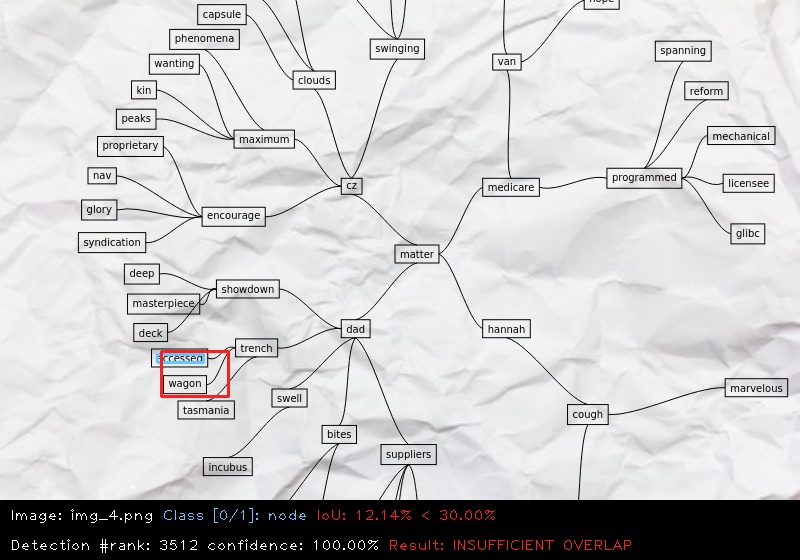 hope
capsule
phenomena
swinging
spanning
wanting
van
clouds
kin
reform
peaks
mechanical
maximum
proprietary
nav
programmed
licensee
cz
medicare
glory
encourage
glibc
syndication
matter
deep
showdown
masterpiece
deck
dad
hannah
trench
accessed
wagon
marvelous
swell
tasmania
cough
bites
suppliers
incubus
Image: img_4.png Class [0/1]: node IoU: 12.14% < 30.00%
Detection #rank: 3512 confidence: 100.00% Result: INSUFFICIENT OVERLAP